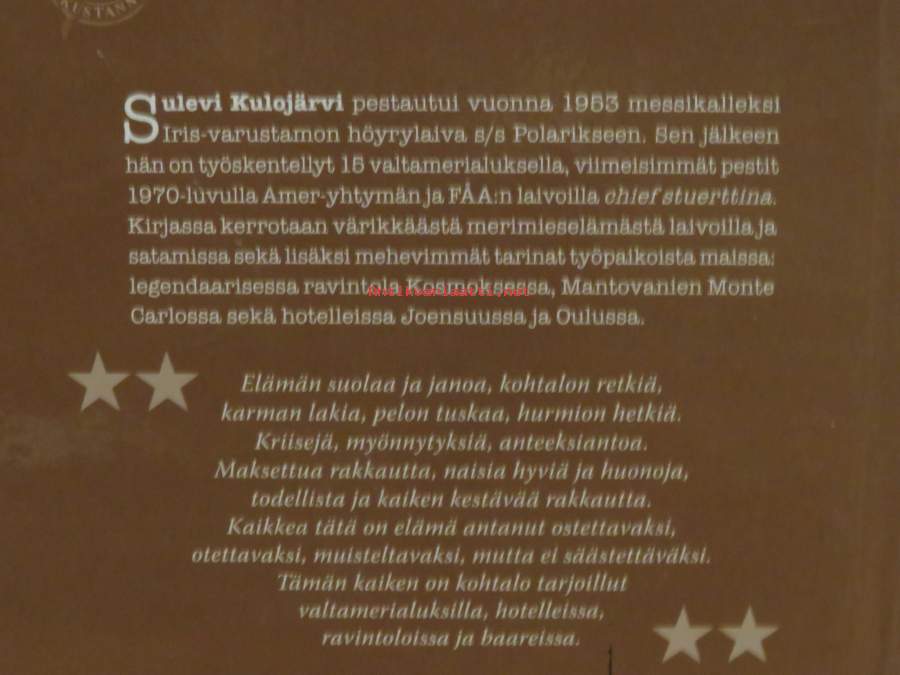 USTANN
Sulevi Kulojärvi pestautui vuonna 1953 messikalleksi
Iris-varustamon höyrylaiva s/s Polarikseen. Sen jälkeen
hän on työskentellyt 15 valtamerialuksella, viimeisimmät pestit
1970-luvulla Amer-yhtymän ja FÅA:n laivoilla chief stuerttina.
Kirjassa kerrotaan värikkäästä merimieselämästä laivoilla ja
satamissa sekä lisäksi mehevimmät tarinat työpaikoista maissa:
legendaarisessa ravintola Kosmoksessa, Mantovanien Monte
Antikvariaatti.net
Carlossa sekä hotelleissa Joensuussa ja Oulussa.
Elämän suolaa ja janoa, kohtalon retkiä,
karman lakia, pelon tuskaa, hurmion hetkiä.
Kriisejä, myönnytyksiä, anteeksiantoa.
Maksettua rakkautta, naisia hyviä ja huonoja,
todellista ja kaiken kestävää rakkautta.
Kaikkea tätä on elämä antanut ostettavaksi,
otettavaksi, muisteltavaksi, mutta ei säästettäväksi.
Tämän kaiken on kohtalo tarjoillut
valtamerialuksilla, hotelleissa,
ravintoloissa ja baareissa.